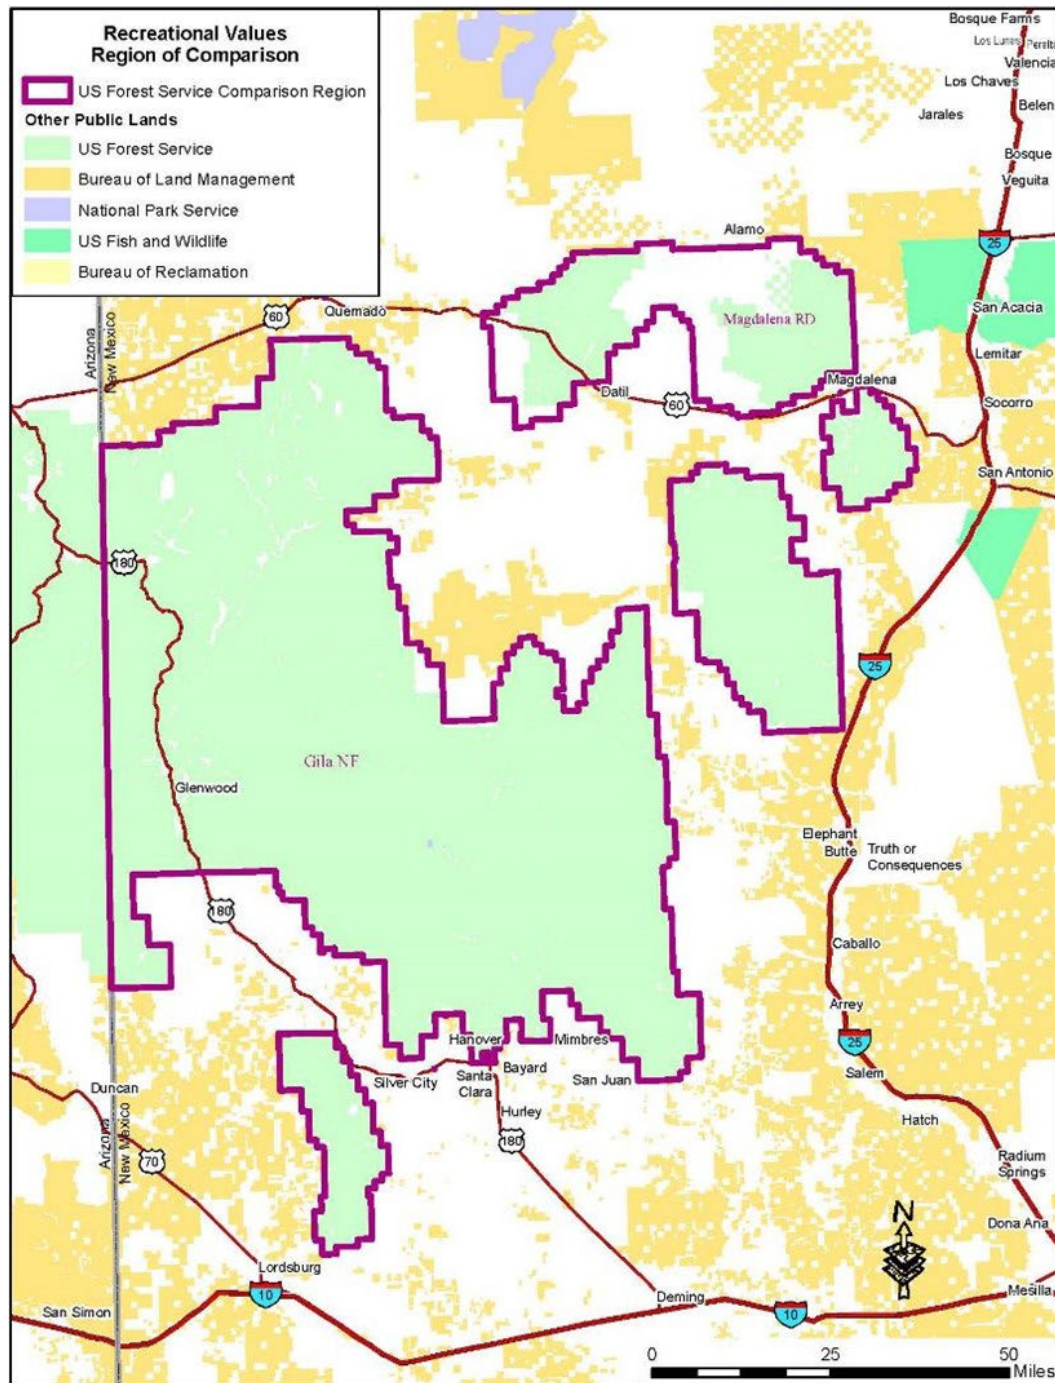 Recreational Values
Region of Comparison
US Forest Service Comparison Region
Other Public Lands
US Forest Service
Bureau of Land Management
National Park Service
US Fish and Wildlife
Bureau of Reclamation
Bosque Farms
Los Lunas
Peralta
Valencia
Los Chaves
Belen
Jarales
Bosque
Veguita
Alamo
25
San Acacia
Quemado
60
Magdalena RD
Arizona
New Mexico
Lemitar
Magdalena
Datil
60
Socorro
San Antonio
180
25
Gila NF
Glenwood
Elephant
Butte
Truth or
Consequences
180
Caballo
Arrey
25
Hanover
Mimbres
Silver City
Santa
Clara
Bayard
San Juan
Salem
Duncan
Hurley
Hatch
Arizona
New Mexico
180
70
Radium
Springs
N
Dona Ana
Lordsburg
10
San Simon
Deming
10
Mesilla
0 25 50
Miles